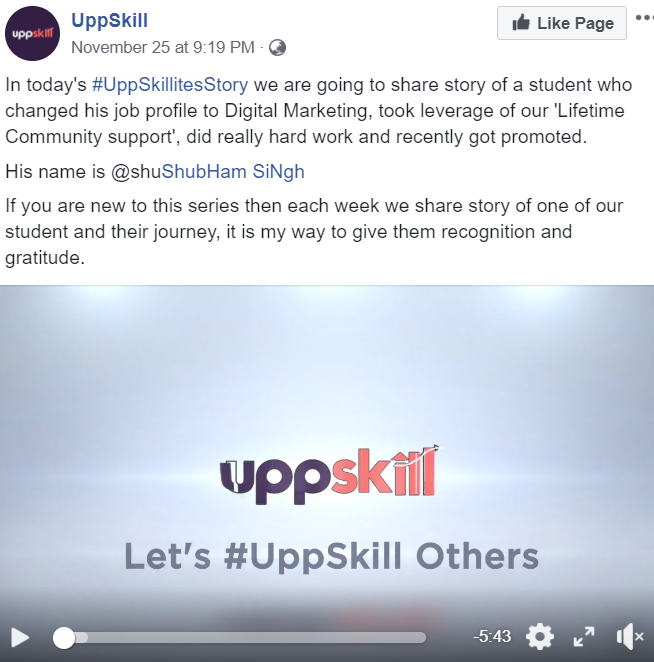 uppskill
UppSkill
November 25 at 9:19 PM ·
Like Page
In today's #UppSkillitesStory we are going to share story of a student who
changed his job profile to Digital Marketing, took leverage of our 'Lifetime
Community support', did really hard work and recently got promoted.
His name is @shuShubHam SiNgh
If you are new to this series then each week we share story of one of our
student and their journey, it is my way to give them recognition and
gratitude.
uppskill
Let's #UppSkill Others
-5:43